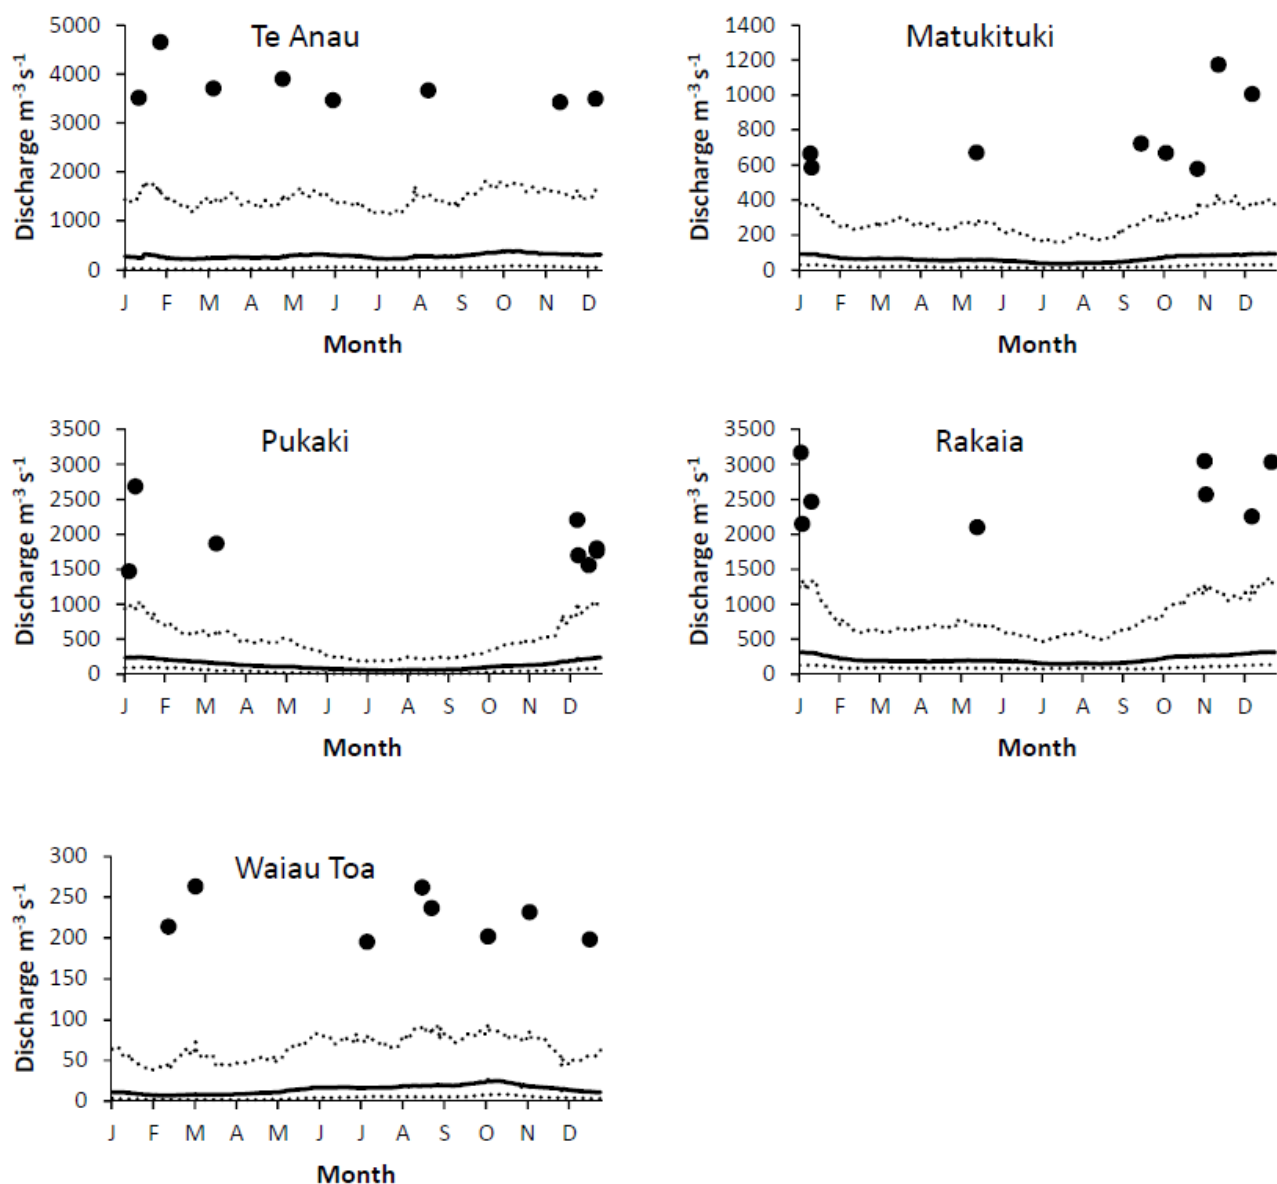 Te Anau
Discharge m⁻³ s⁻¹
5000
4000
3000
2000
1000
0
J F M A M J J A S O N D
Month
Matukituki
Discharge m⁻³ s⁻¹
1400
1200
1000
800
600
400
200
0
J F M A M J J A S O N D
Month
Pukaki
Discharge m⁻³ s⁻¹
3500
3000
2500
2000
1500
1000
500
0
J F M A M J J A S O N D
Month
Rakaia
Discharge m⁻³ s⁻¹
3500
3000
2500
2000
1500
1000
500
0
J F M A M J J A S O N D
Month
Waiau Toa
Discharge m⁻³ s⁻¹
300
250
200
150
100
50
0
J F M A M J J A S O N D
Month